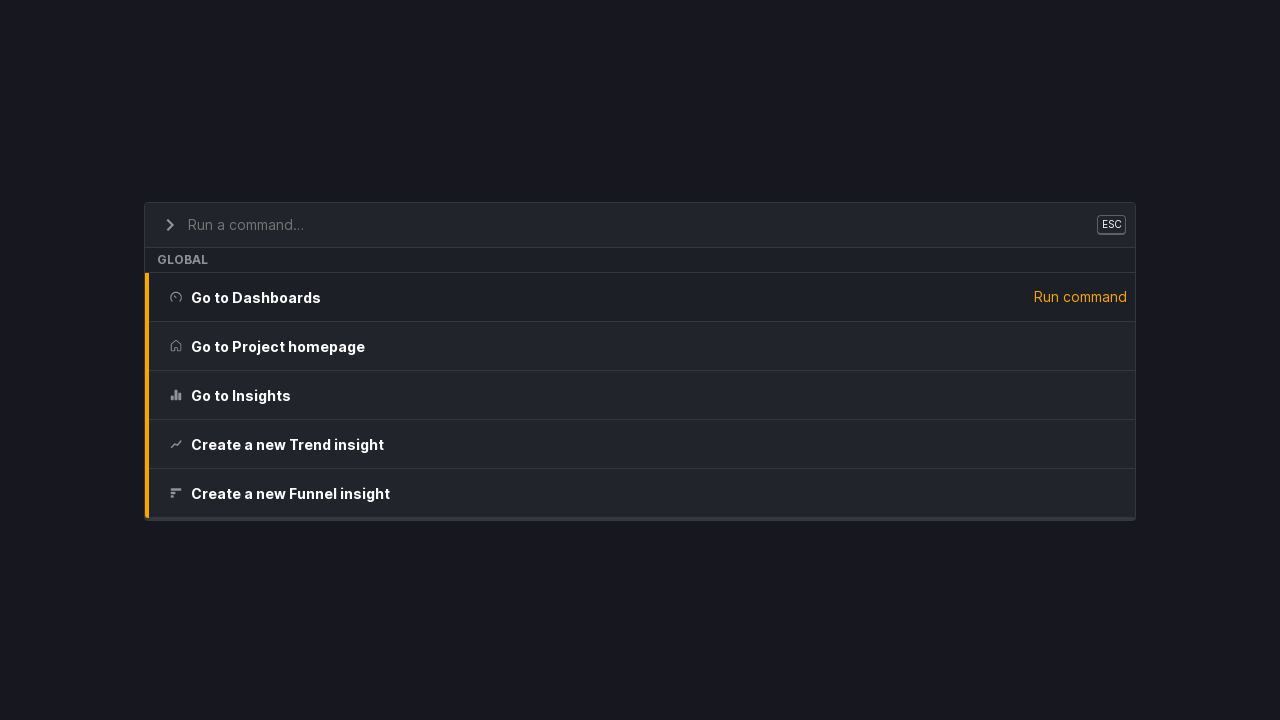 Run a command...
ESC
GLOBAL
Go to Dashboards
Run command
Go to Project homepage
Go to Insights
Create a new Trend insight
Create a new Funnel insight